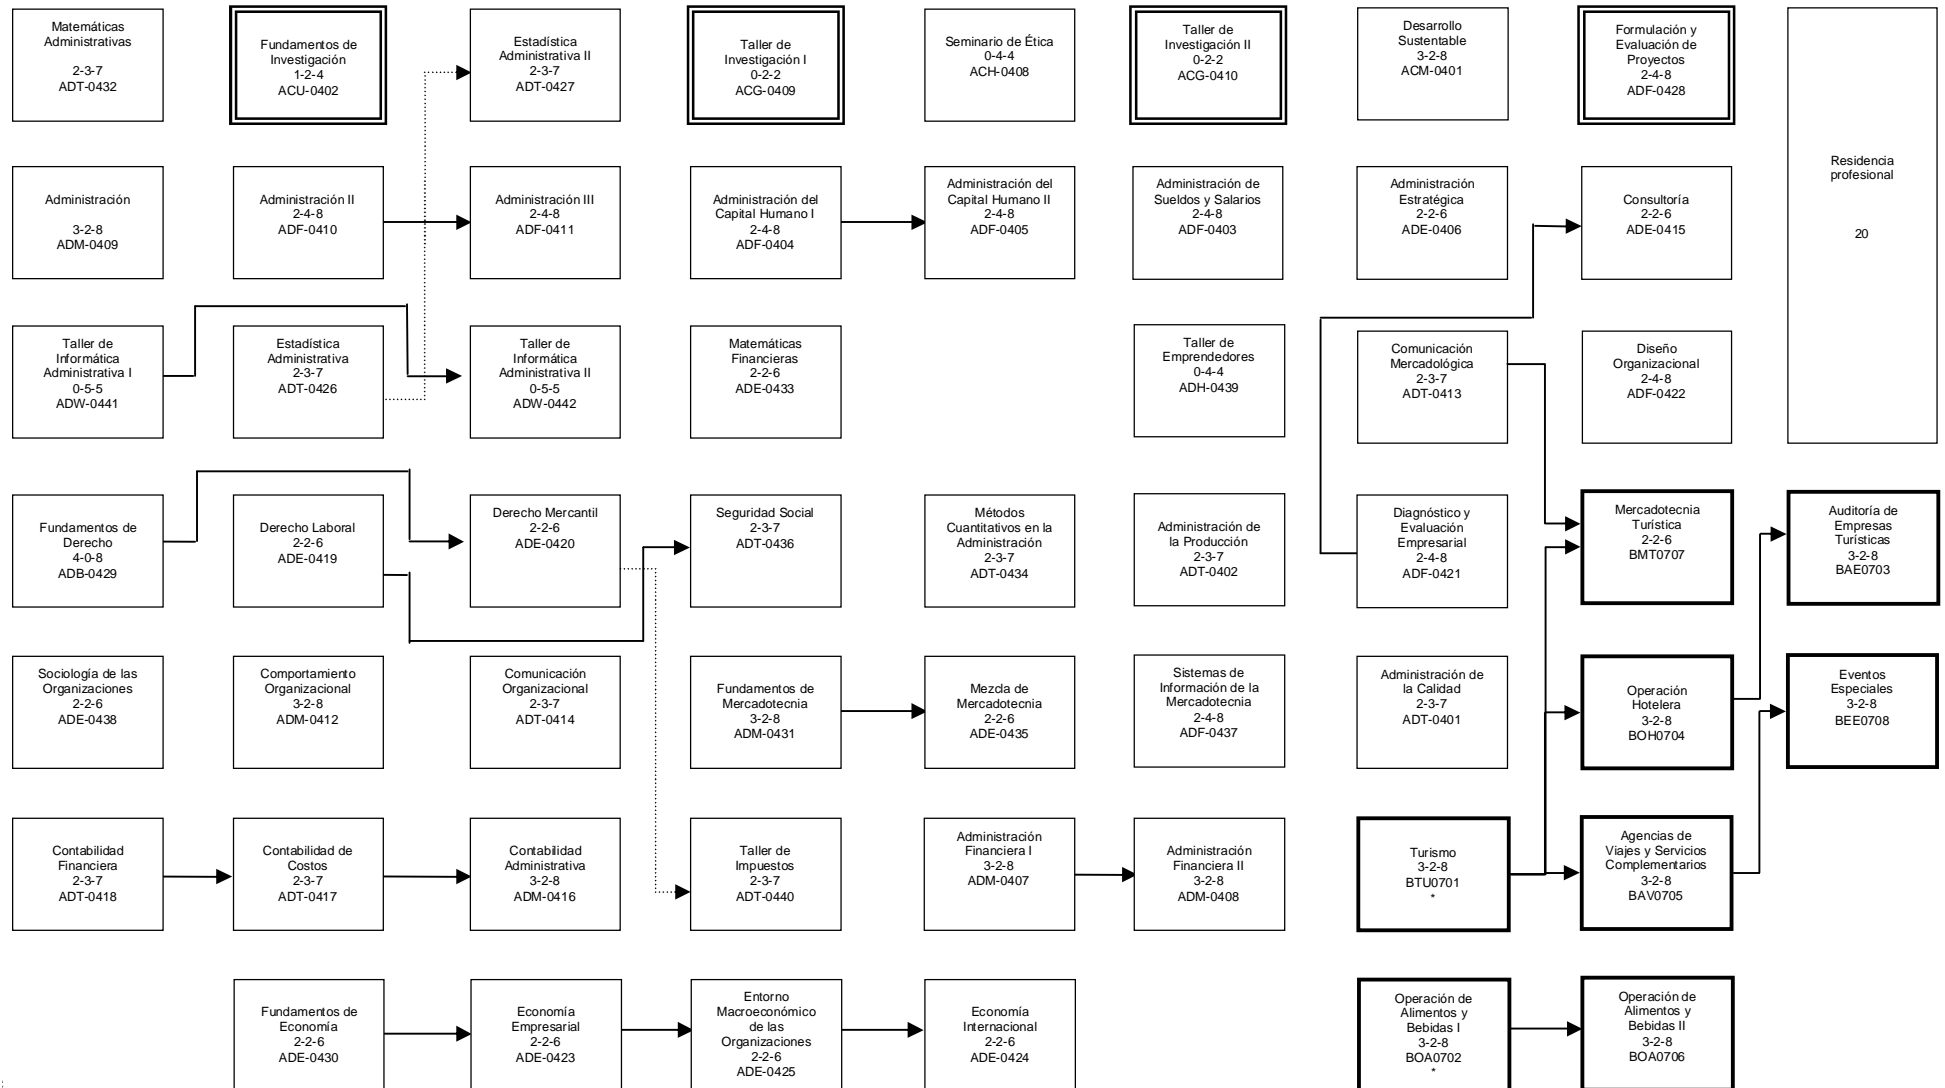 Matemáticas
Administrativas
2-3-7
ADT-0432
Fundamentos de
Investigación
1-2-4
ACU-0402
Estadística
Administrativa II
2-3-7
ADT-0427
Taller de
Investigación I
0-2-2
ACG-0409
Seminario de Ética
0-4-4
ACH-0408
Taller de
Investigación II
0-2-2
ACG-0410
Desarrollo
Sustentable
3-2-8
ACM-0401
Formulación y
Evaluación de
Proyectos
2-4-8
ADF-0428
Residencia
profesional
20
Administración
3-2-8
ADM-0409
Administración II
2-4-8
ADF-0410
Administración III
2-4-8
ADF-0411
Administración del
Capital Humano I
2-4-8
ADF-0404
Administración del
Capital Humano II
2-4-8
ADF-0405
Administración de
Sueldos y Salarios
2-4-8
ADF-0403
Administración
Estratégica
2-2-6
ADE-0406
Consultoría
2-2-6
ADE-0415
Taller de
Informática
Administrativa I
0-5-5
ADW-0441
Estadística
Administrativa
2-3-7
ADT-0426
Taller de
Informática
Administrativa II
0-5-5
ADW-0442
Matemáticas
Financieras
2-2-6
ADE-0433
Taller de
Emprendedores
0-4-4
ADH-0439
Comunicación
Mercadológica
2-3-7
ADT-0413
Diseño
Organizacional
2-4-8
ADF-0422
Fundamentos de
Derecho
4-0-8
ADB-0429
Derecho Laboral
2-2-6
ADE-0419
Derecho Mercantil
2-2-6
ADE-0420
Seguridad Social
2-3-7
ADT-0436
Métodos
Cuantitativos en la
Administración
2-3-7
ADT-0434
Administración de
la Producción
2-3-7
ADT-0402
Diagnóstico y
Evaluación
Empresarial
2-4-8
ADF-0421
Mercadotecnia
Turística
2-2-6
BMT0707
Auditoría de
Empresas
Turísticas
3-2-8
BAE0703
Sociología de las
Organizaciones
2-2-6
ADE-0438
Comportamiento
Organizacional
3-2-8
ADM-0412
Comunicación
Organizacional
2-3-7
ADT-0414
Fundamentos de
Mercadotecnia
3-2-8
ADM-0431
Mezcla de
Mercadotecnia
2-2-6
ADE-0435
Sistemas de
Información de la
Mercadotecnia
2-4-8
ADF-0437
Administración de
la Calidad
2-3-7
ADT-0401
Operación
Hotelera
3-2-8
BOH0704
Eventos
Especiales
3-2-8
BEE0708
Contabilidad
Financiera
2-3-7
ADT-0418
Contabilidad de
Costos
2-3-7
ADT-0417
Contabilidad
Administrativa
3-2-8
ADM-0416
Taller de
Impuestos
2-3-7
ADT-0440
Administración
Financiera I
3-2-8
ADM-0407
Administración
Financiera II
3-2-8
ADM-0408
Turismo
3-2-8
BTU0701
*
Agencias de
Viajes y Servicios
Complementarios
3-2-8
BAV0705
Fundamentos de
Economía
2-2-6
ADE-0430
Economía
Empresarial
2-2-6
ADE-0423
Entorno
Macroeconómico
de las
Organizaciones
2-2-6
ADE-0425
Economía
Internacional
2-2-6
ADE-0424
Operación de
Alimentos y
Bebidas I
3-2-8
BOA0702
*
Operación de
Alimentos y
Bebidas II
3-2-8
BOA0706